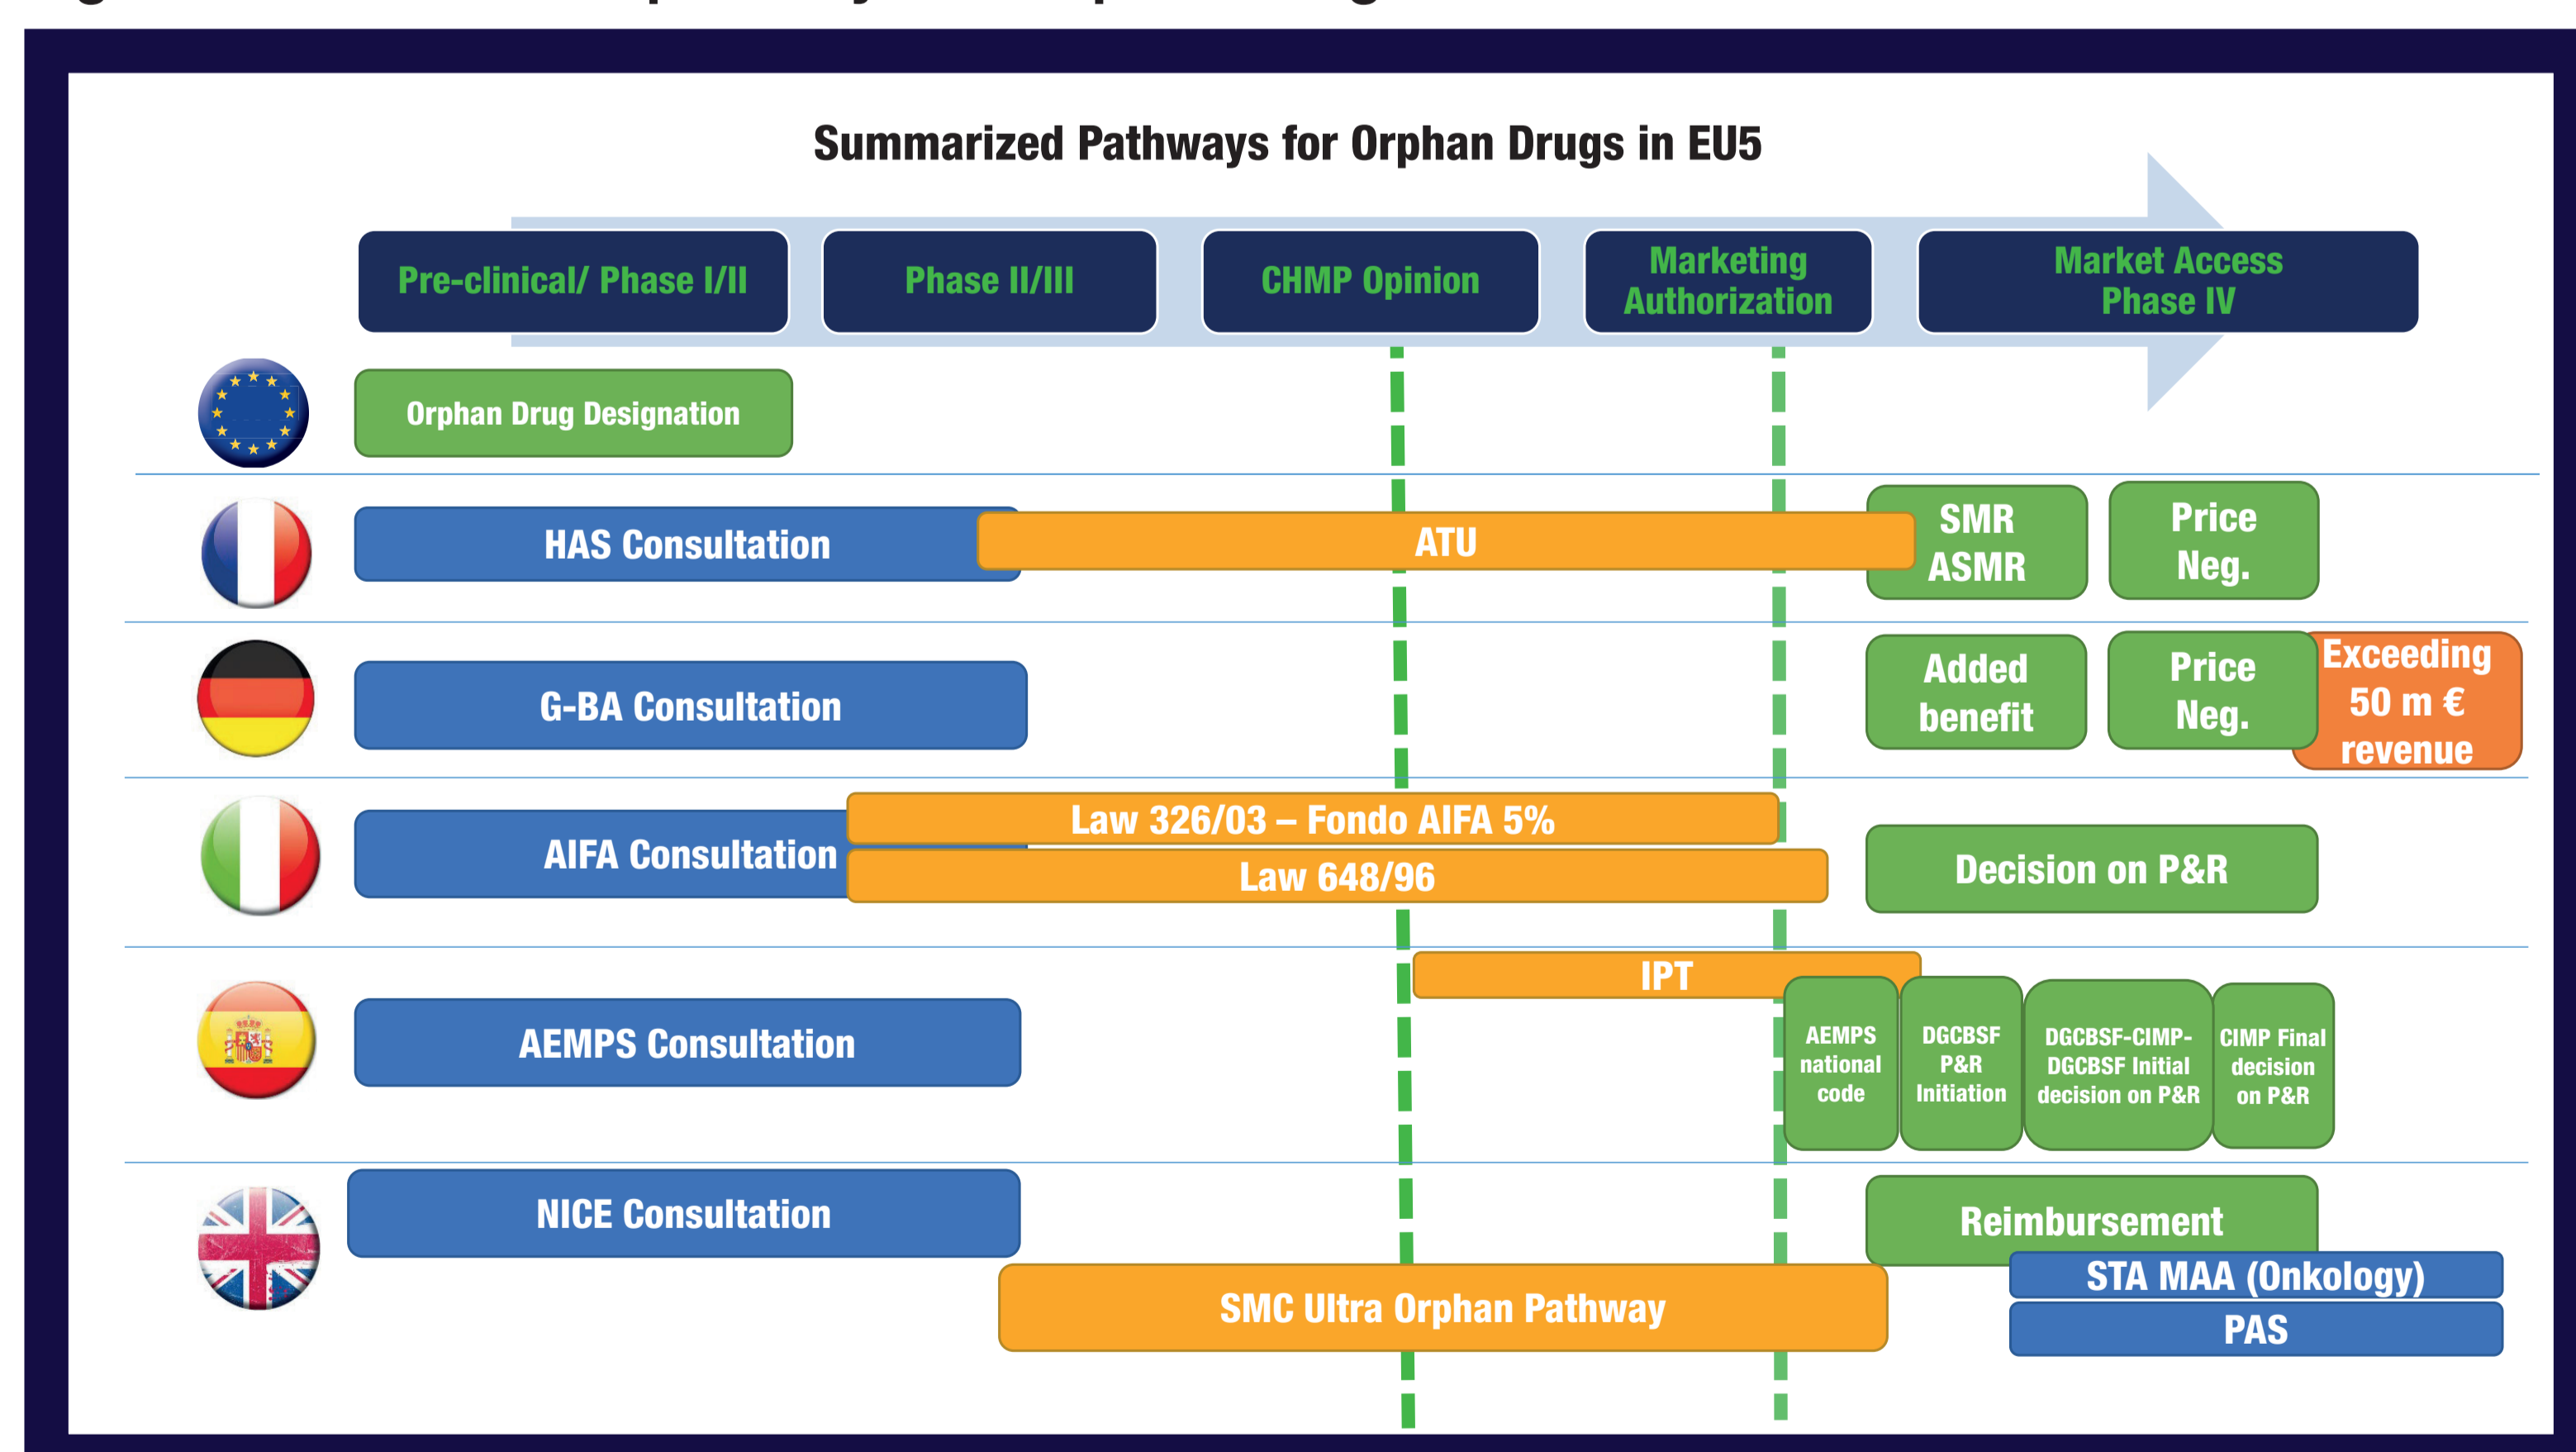 Summarized Pathways for Orphan Drugs in EU5
Pre-clinical/ Phase I/II
Phase II/III
CHMP Opinion
Marketing
Authorization
Market Access
Phase IV
Orphan Drug Designation
HAS Consultation
ATU
SMR
ASMR
Price
Neg.
G-BA Consultation
Added
benefit
Price
Neg.
Exceeding
50 m €
revenue
AIFA Consultation
Law 326/03 – Fondo AIFA 5%
Law 648/96
Decision on P&R
AEMPS Consultation
IPT
AEMPS
national
code
DGCBSF
P&R
Initiation
DGCBSF-CIMP-
DGCBSF Initial
decision on P&R
CIMP Final
decision
on P&R
NICE Consultation
SMC Ultra Orphan Pathway
Reimbursement
STA MAA (Onkology)
PAS